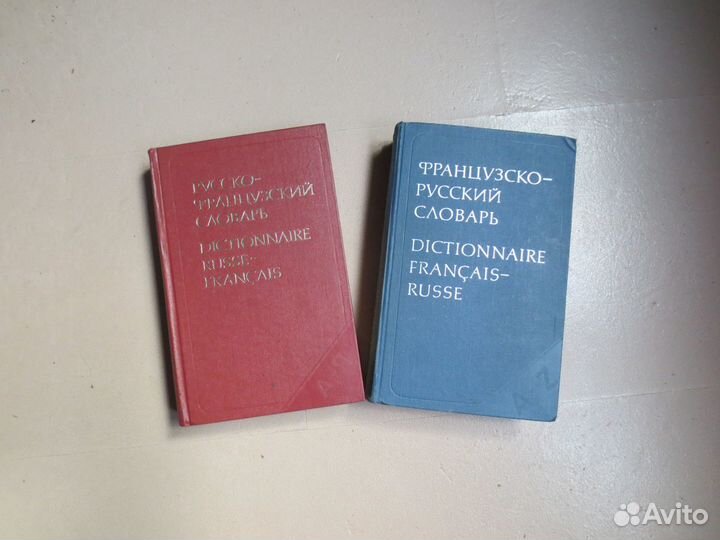 РУССКО–
ФРАНЦУЗСКИЙ
СЛОВАРЬ
DICTIONNAIRE
RUSSE–
FRANÇAIS
ФРАНЦУЗСКО–
РУССКИЙ
СЛОВАРЬ
DICTIONNAIRE
FRANÇAIS–
RUSSE
Avito